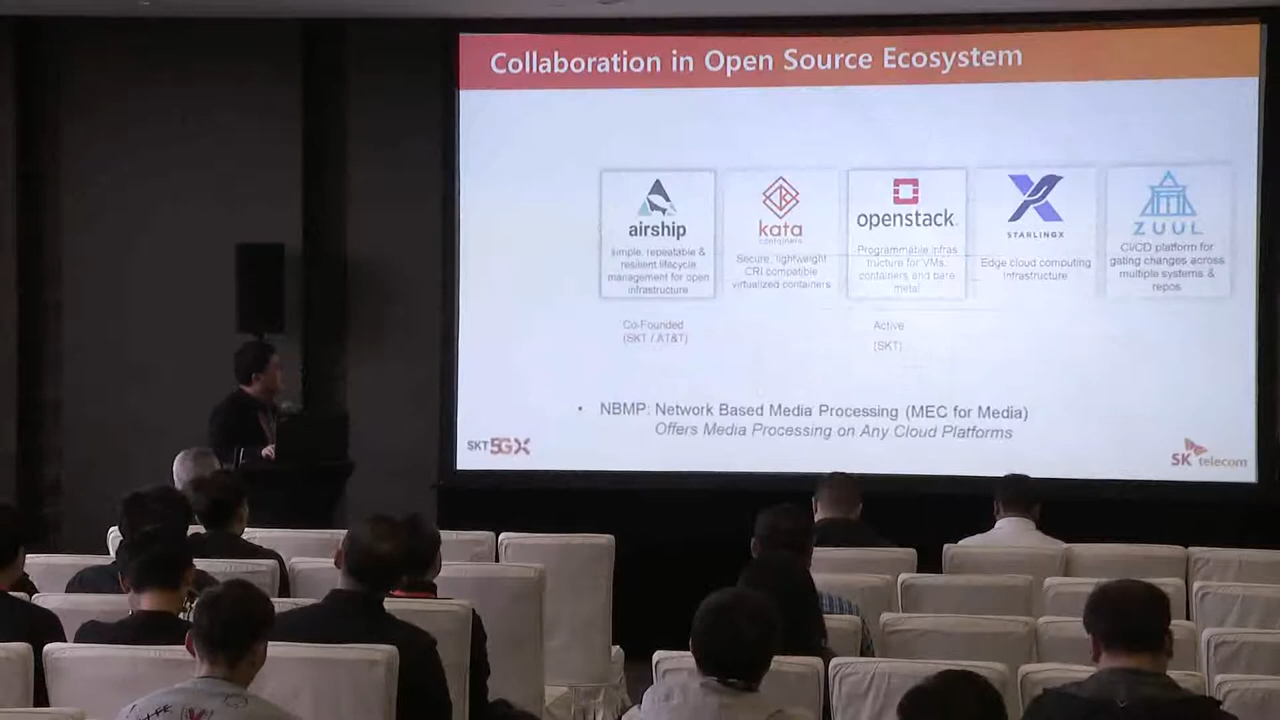 Collaboration in Open Source Ecosystem
airship
simple, repeatable &
resilient lifecycle
management for open
infrastructure
Co-Founded
(SKT / AT&T)
kata
containers
Secure, lightweight
CRI compatible
virtualized containers
openstack.
Programmable infras
tructure for VMs,
containers and bare
metal
Active
(SKT)
STARLINGX
Edge cloud computing
infrastructure
ZUUL
CI/CD platform for
gating changes across
multiple systems &
repos
• NBMP: Network Based Media Processing (MEC for Media)
Offers Media Processing on Any Cloud Platforms
SKT 5GX
SK telecom